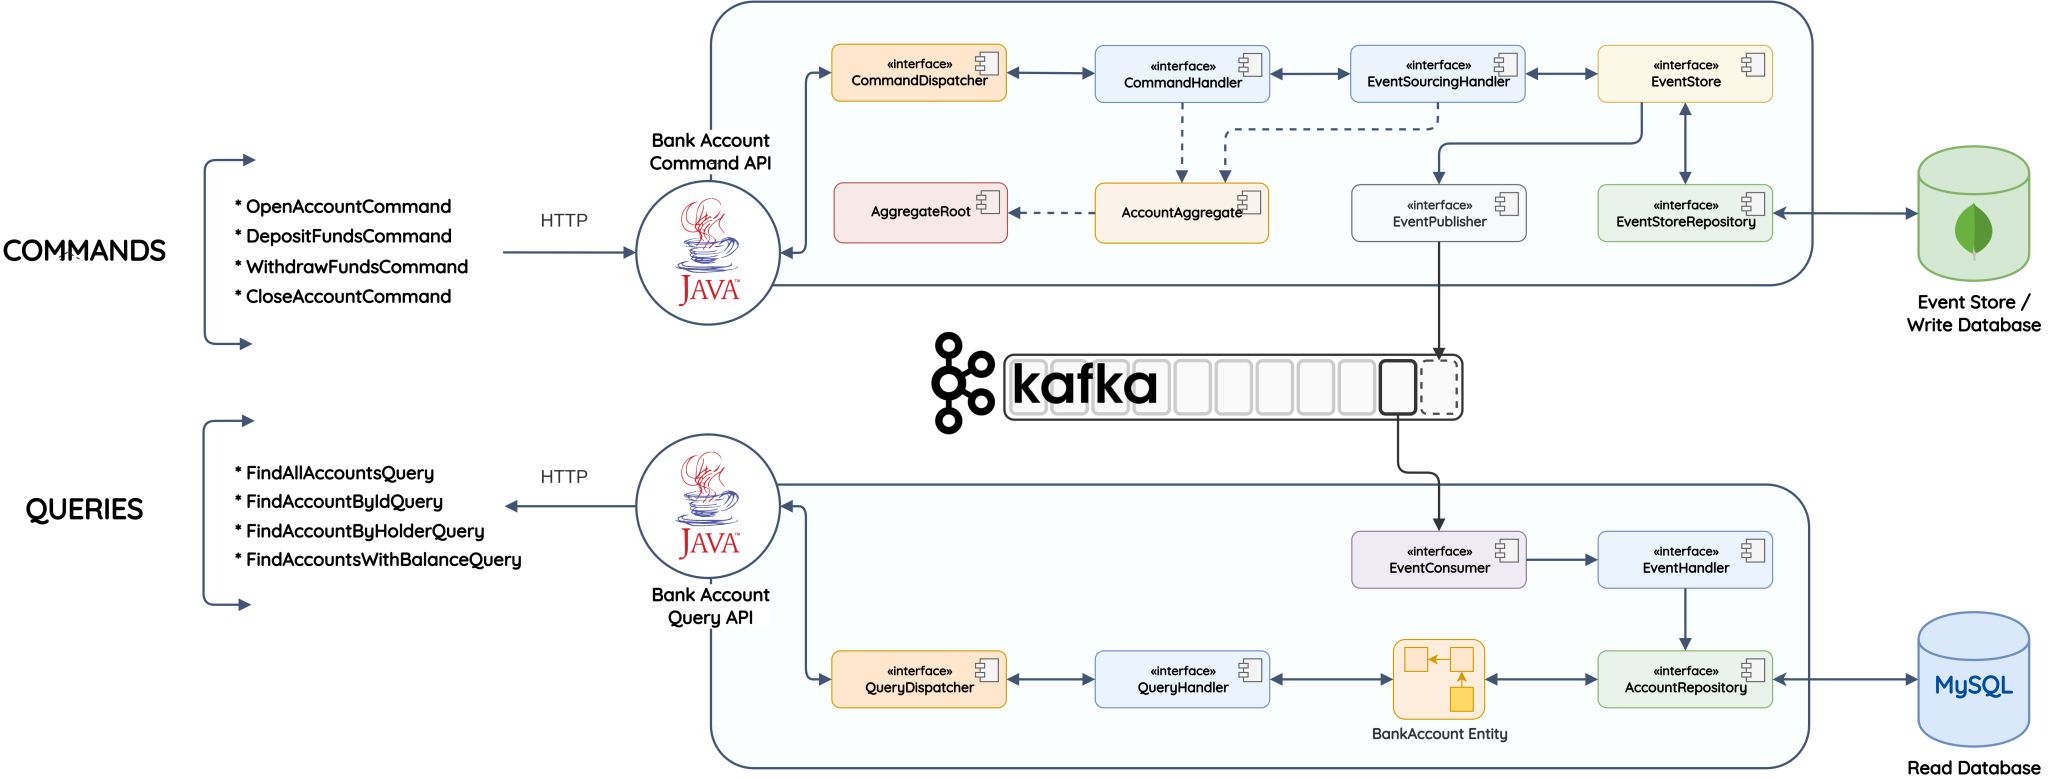 COMMANDS
* OpenAccountCommand
* DepositFundsCommand
* WithdrawFundsCommand
* CloseAccountCommand
HTTP
Bank Account
Command API
JAVA™
«interface»
CommandDispatcher
«interface»
CommandHandler
«interface»
EventSourcingHandler
«interface»
EventStore
AggregateRoot
AccountAggregate
«interface»
EventPublisher
«interface»
EventStoreRepository
Event Store /
Write Database
kafka
QUERIES
* FindAllAccountsQuery
* FindAccountByIdQuery
* FindAccountByHolderQuery
* FindAccountsWithBalanceQuery
HTTP
JAVA™
Bank Account
Query API
«interface»
EventConsumer
«interface»
EventHandler
«interface»
QueryDispatcher
«interface»
QueryHandler
BankAccount Entity
«interface»
AccountRepository
MySQL
Read Database